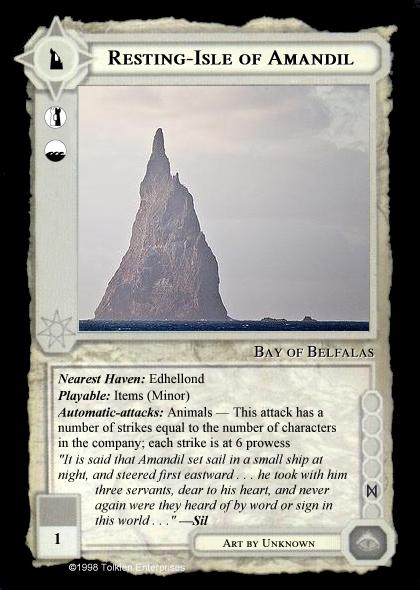 Resting-Isle of Amandil
Bay of Belfalas
Nearest Haven: Edhellond
Playable: Items (Minor)
Automatic-attacks: Animals — This attack has a
number of strikes equal to the number of characters
in the company; each strike is at 6 prowess
"It is said that Amandil set sail in a small ship at
night, and steered first eastward . . . he took with him
three servants, dear to his heart, and never
again were they heard of by word or sign in
this world . . ." —Sil
1
Art by Unknown
©1998 Tolkien Enterprises